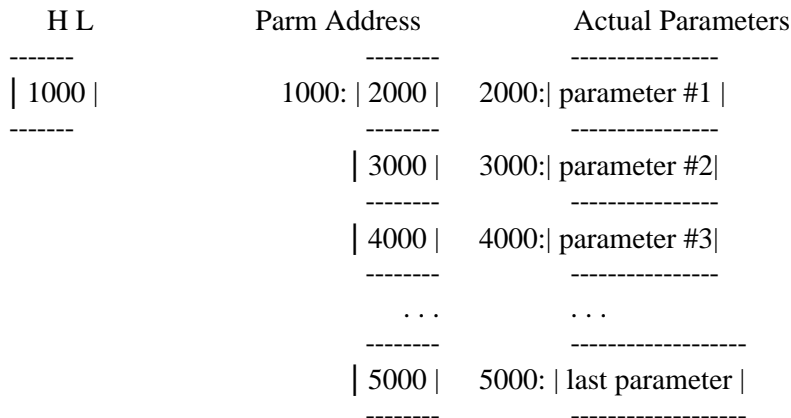 H L Parm Address Actual Parameters
------- -------- ----------------
| 1000 | 1000: | 2000 | 2000:| parameter #1 |
------- -------- ----------------
| 3000 | 3000:| parameter #2|
-------- ----------------
| 4000 | 4000:| parameter #3|
-------- ----------------
. . . . . .
-------- -------------------
| 5000 | 5000: | last parameter |
-------- -------------------